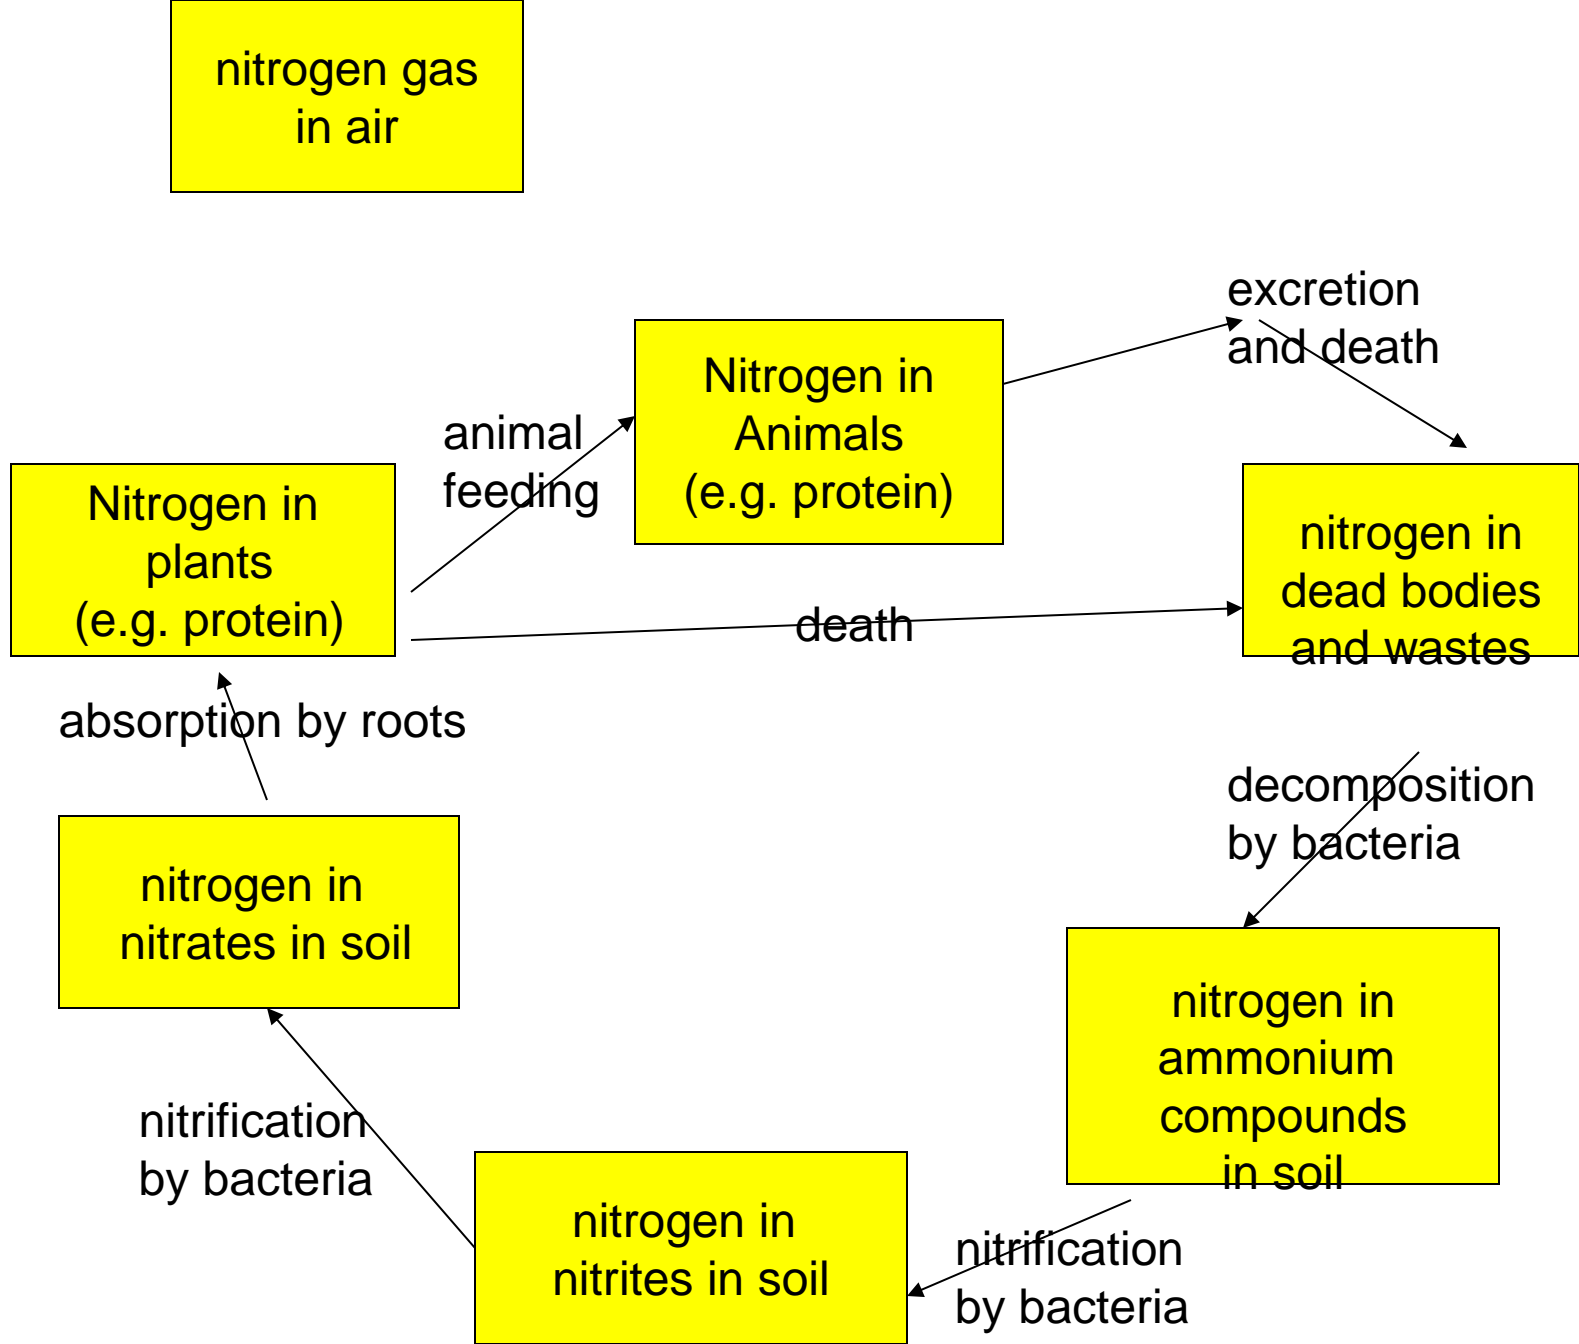 nitrogen gas
in air
excretion
and death
Nitrogen in
Animals
(e.g. protein)
animal
feeding
Nitrogen in
plants
(e.g. protein)
nitrogen in
dead bodies
and wastes
death
absorption by roots
decomposition
by bacteria
nitrogen in
nitrates in soil
nitrogen in
ammonium
compounds
in soil
nitrification
by bacteria
nitrogen in
nitrites in soil
nitrification
by bacteria